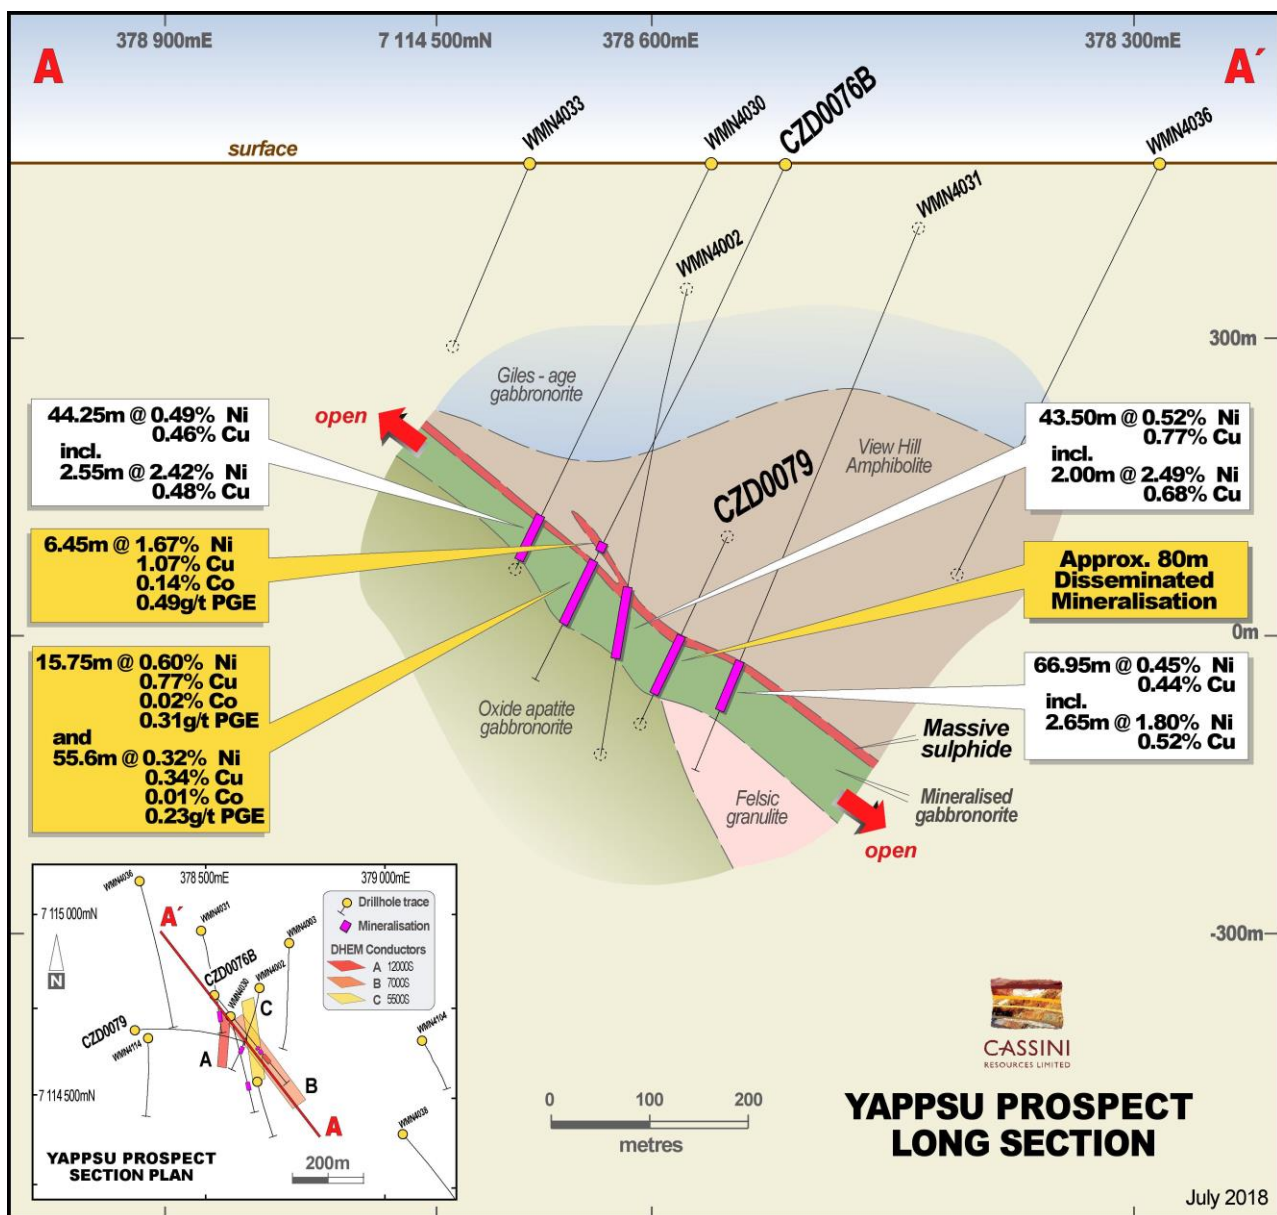 378 900mE
7 114 500mN
378 600mE
378 300mE
A
A´
WMN4033
WMN4030
CZD0076B
WMN4036
surface
WMN4031
WMN4002
300m
Giles - age
gabbronorite
open
View Hill
Amphibolite
CZD0079
44.25m @ 0.49% Ni
0.46% Cu
incl.
2.55m @ 2.42% Ni
0.48% Cu
43.50m @ 0.52% Ni
0.77% Cu
incl.
2.00m @ 2.49% Ni
0.68% Cu
6.45m @ 1.67% Ni
1.07% Cu
0.14% Co
0.49g/t PGE
Approx. 80m
Disseminated
Mineralisation
0m
15.75m @ 0.60% Ni
0.77% Cu
0.02% Co
0.31g/t PGE
and
55.6m @ 0.32% Ni
0.34% Cu
0.01% Co
0.23g/t PGE
66.95m @ 0.45% Ni
0.44% Cu
incl.
2.65m @ 1.80% Ni
0.52% Cu
Oxide apatite
gabbronorite
Massive
sulphide
Felsic
granulite
Mineralised
gabbronorite
open
-300m
378 500mE
379 000mE
7 115 000mN
7 114 500mN
WMN4036
A´
WMN4031
WMN4003
CZD0076B
WMN4002
WMN4030
C
N
CZD0079
WMN4114
A
B
WMN4104
WMN4038
A
Drillhole trace
Mineralisation
DHEM Conductors
A 12000S
B 7000S
C 5500S
YAPPSU PROSPECT
SECTION PLAN
200m
0 100 200
metres
CASSINI
RESOURCES LIMITED
YAPPSU PROSPECT
LONG SECTION
July 2018